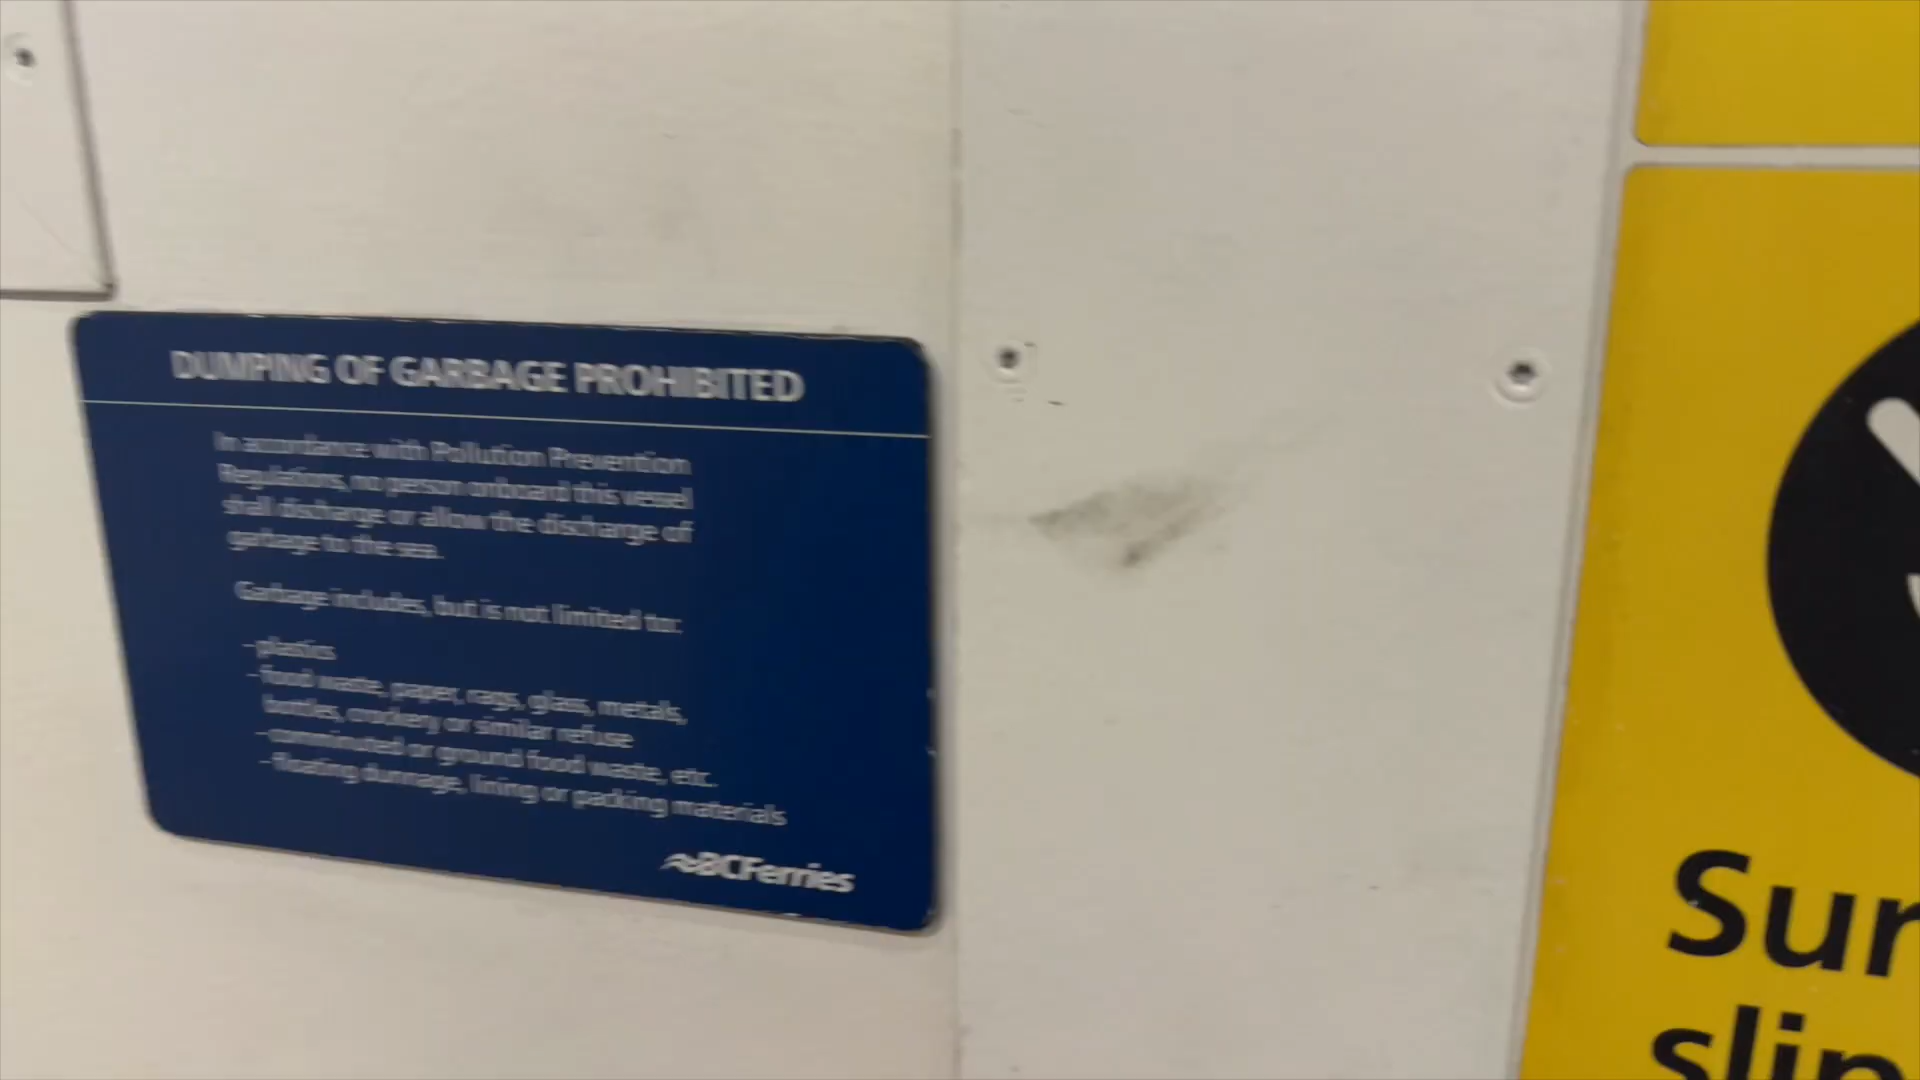 DUMPING OF GARBAGE PROHIBITED
In accordance with Pollution Prevention
Regulations, no person onboard this vessel
shall discharge or allow the discharge of
garbage to the sea.
Garbage includes, but is not limited to:
- plastics
- food waste, paper, rags, glass, metals,
bottles, crockery or similar refuse
- comminuted or ground food waste, etc.
- floating dunnage, lining or packing materials
BCFerries
Sur
slip